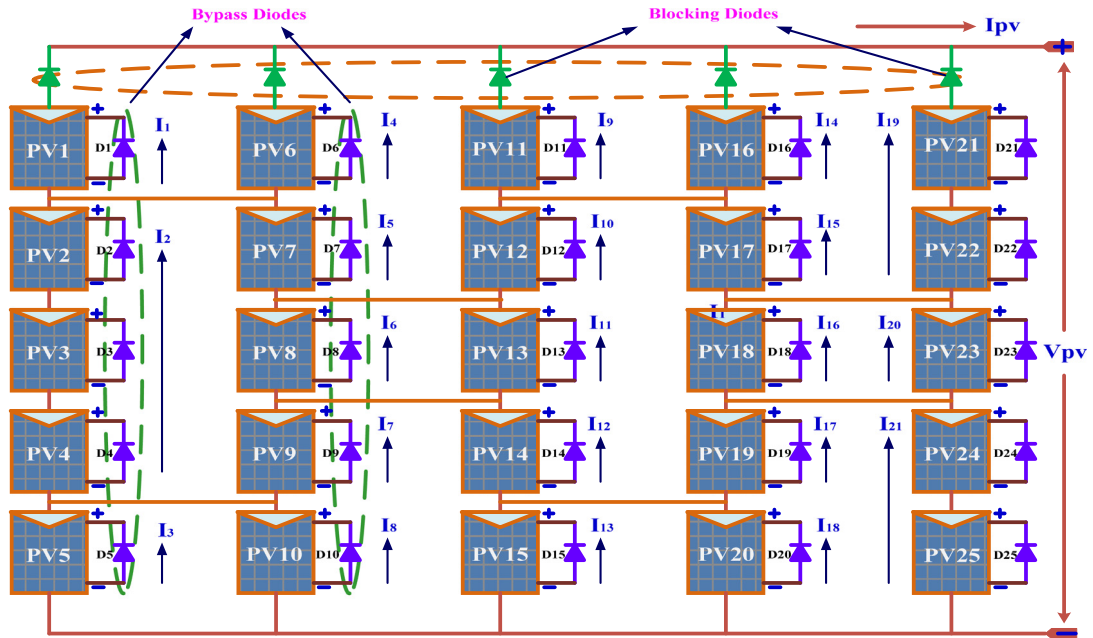 Bypass Diodes
Blocking Diodes
Ipv
+
+ + + + +
I1 I4 I9 I14 I19
PV1 D1 PV6 D6 PV11 D11 PV16 D16 PV21 D21
− − − − −
+ + + + +
I2 I5 I10 I15
PV2 D2 PV7 D7 PV12 D12 PV17 D17 PV22 D22
− − − − −
I1
+ + + + +
I6 I11 I16 I20
PV3 D3 PV8 D8 PV13 D13 PV18 D18 PV23 D23 Vpv
− − − − −
+ + + + +
I7 I12 I17 I21
PV4 D4 PV9 D9 PV14 D14 PV19 D19 PV24 D24
− − − − −
+ + + + +
I3 I8 I13 I18
PV5 D5 PV10 D10 PV15 D15 PV20 D20 PV25 D25
− − − − −
−